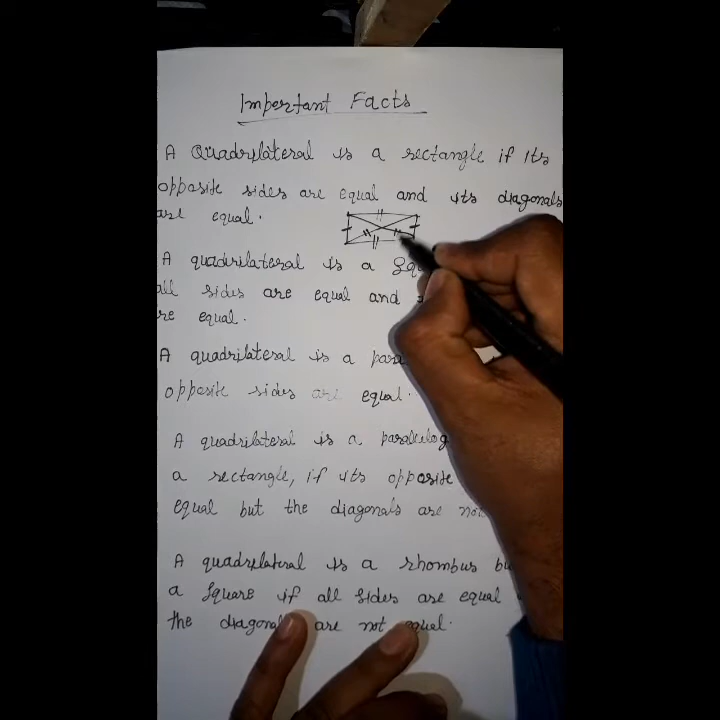 Important Facts
A Quadrilateral is a rectangle if its
opposite sides are equal and its diagonals
are equal.
A quadrilateral is a
all sides are equal and
re equal.
A quadrilateral is a
opposite sides are equal.
A quadrilateral is a
a rectangle, if its opposite
equal but the diagonals are not
A quadrilateral is a rhombus
a Square if all sides are equal
the are not equal.